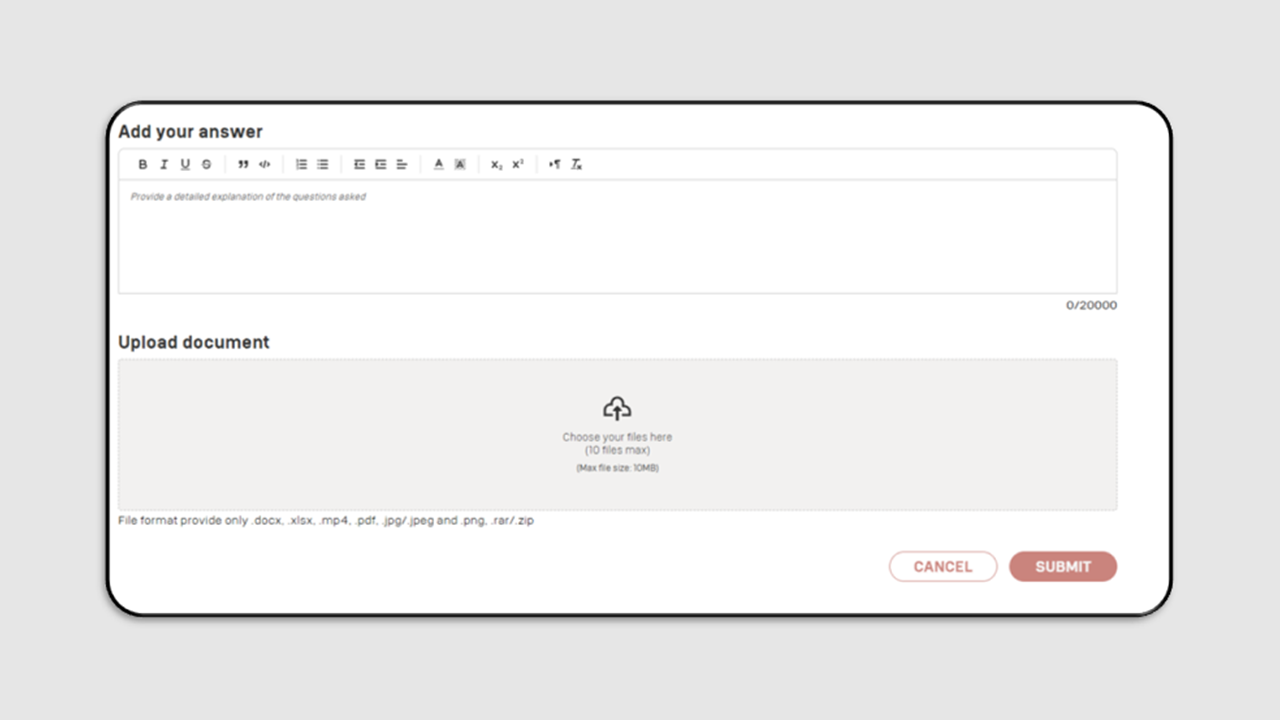 Add your answer
Provide a detailed explanation of the questions asked
0/20000
Upload document
Choose your files here
(10 files max)
(Max file size: 10MB)
File format provide only .docx, .xlsx, .mp4, .pdf, .jpg/.jpeg and .png, .rar/.zip
CANCEL SUBMIT